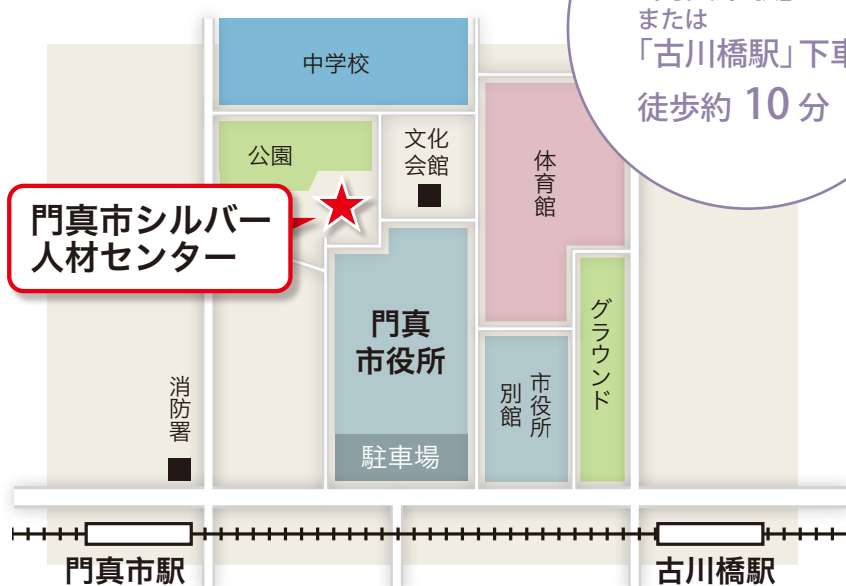 または
「古川橋駅」下車
徒歩約 10 分
中学校
公園
文化
会館
体育館
門真市シルバー
人材センター
門真
市役所
グラウンド
消防署
市役所
別館
駐車場
門真市駅
古川橋駅